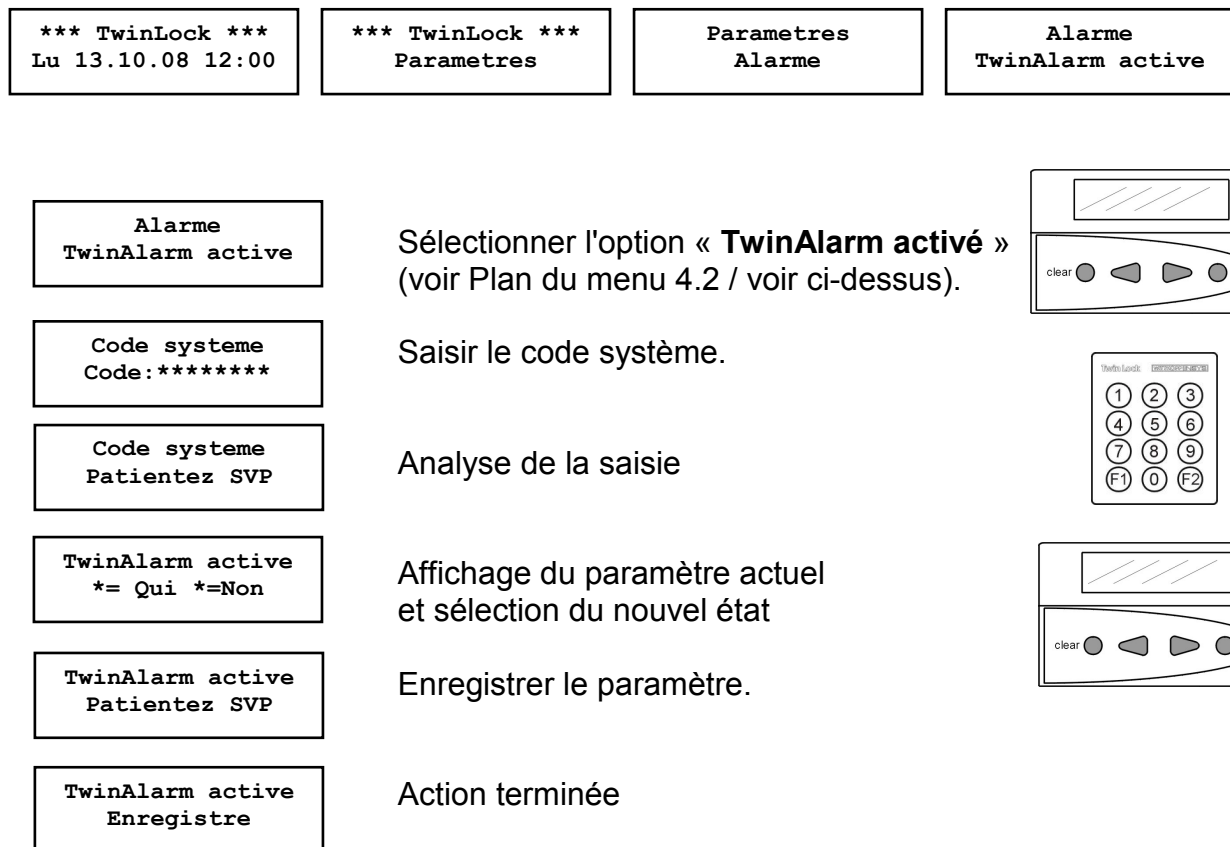 *** TwinLock ***
Lu 13.10.08 12:00
*** TwinLock ***
Parametres
Parametres
Alarme
Alarme
TwinAlarm active
Alarme
TwinAlarm active
Sélectionner l'option « TwinAlarm activé »
(voir Plan du menu 4.2 / voir ci-dessus).
clear
Code systeme
Code:********
Saisir le code système.
Twin Lock
1 2 3
4 5 6
7 8 9
F1 0 F2
Code systeme
Patientez SVP
Analyse de la saisie
TwinAlarm active
*= Qui *=Non
Affichage du paramètre actuel
et sélection du nouvel état
clear
TwinAlarm active
Patientez SVP
Enregistrer le paramètre.
TwinAlarm active
Enregistre
Action terminée